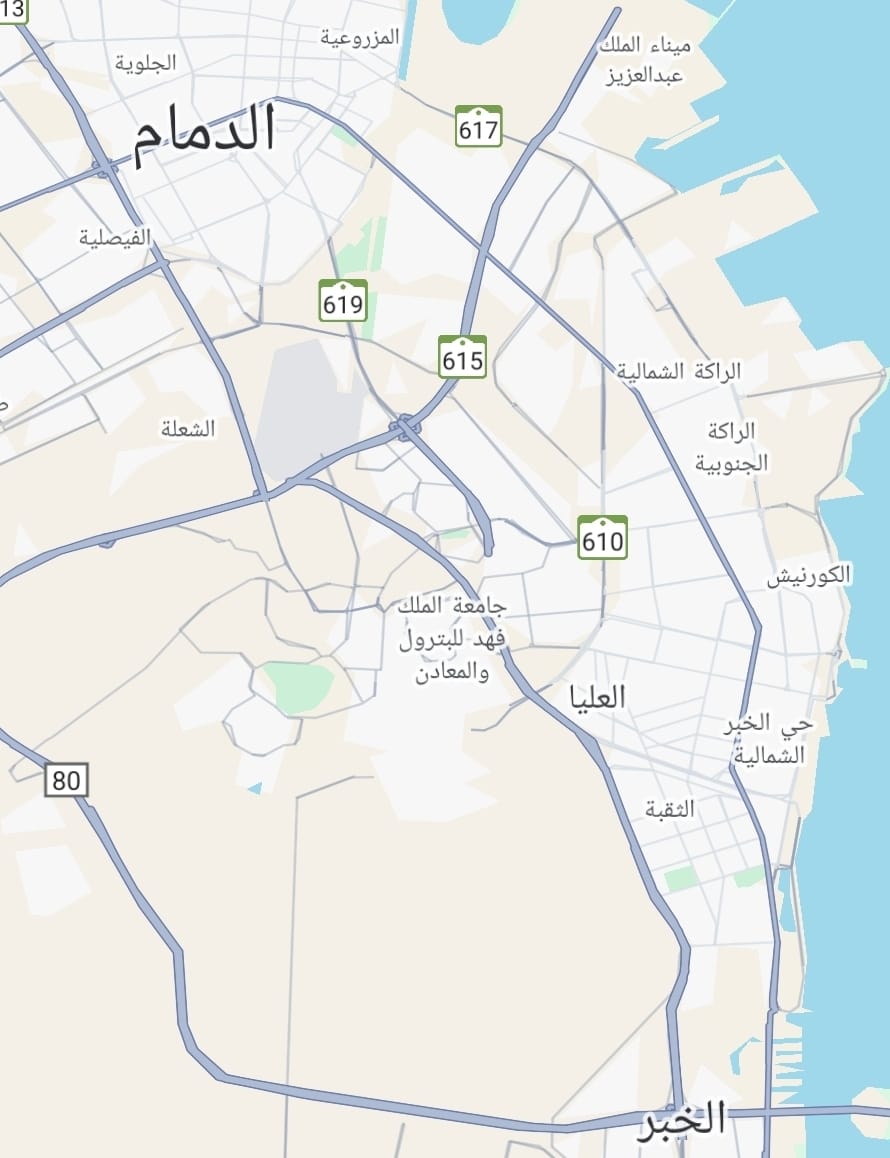 13
المزروعية
ميناء الملك
عبدالعزيز
الجلوية
617
الدمام
الفيصلية
619
615
الراكة الشمالية
الشعلة
الراكة
الجنوبية
610
الكورنيش
جامعة الملك
فهد للبترول
والمعادن
العليا
حي الخبر
الشمالية
80
الثقبة
الخبر